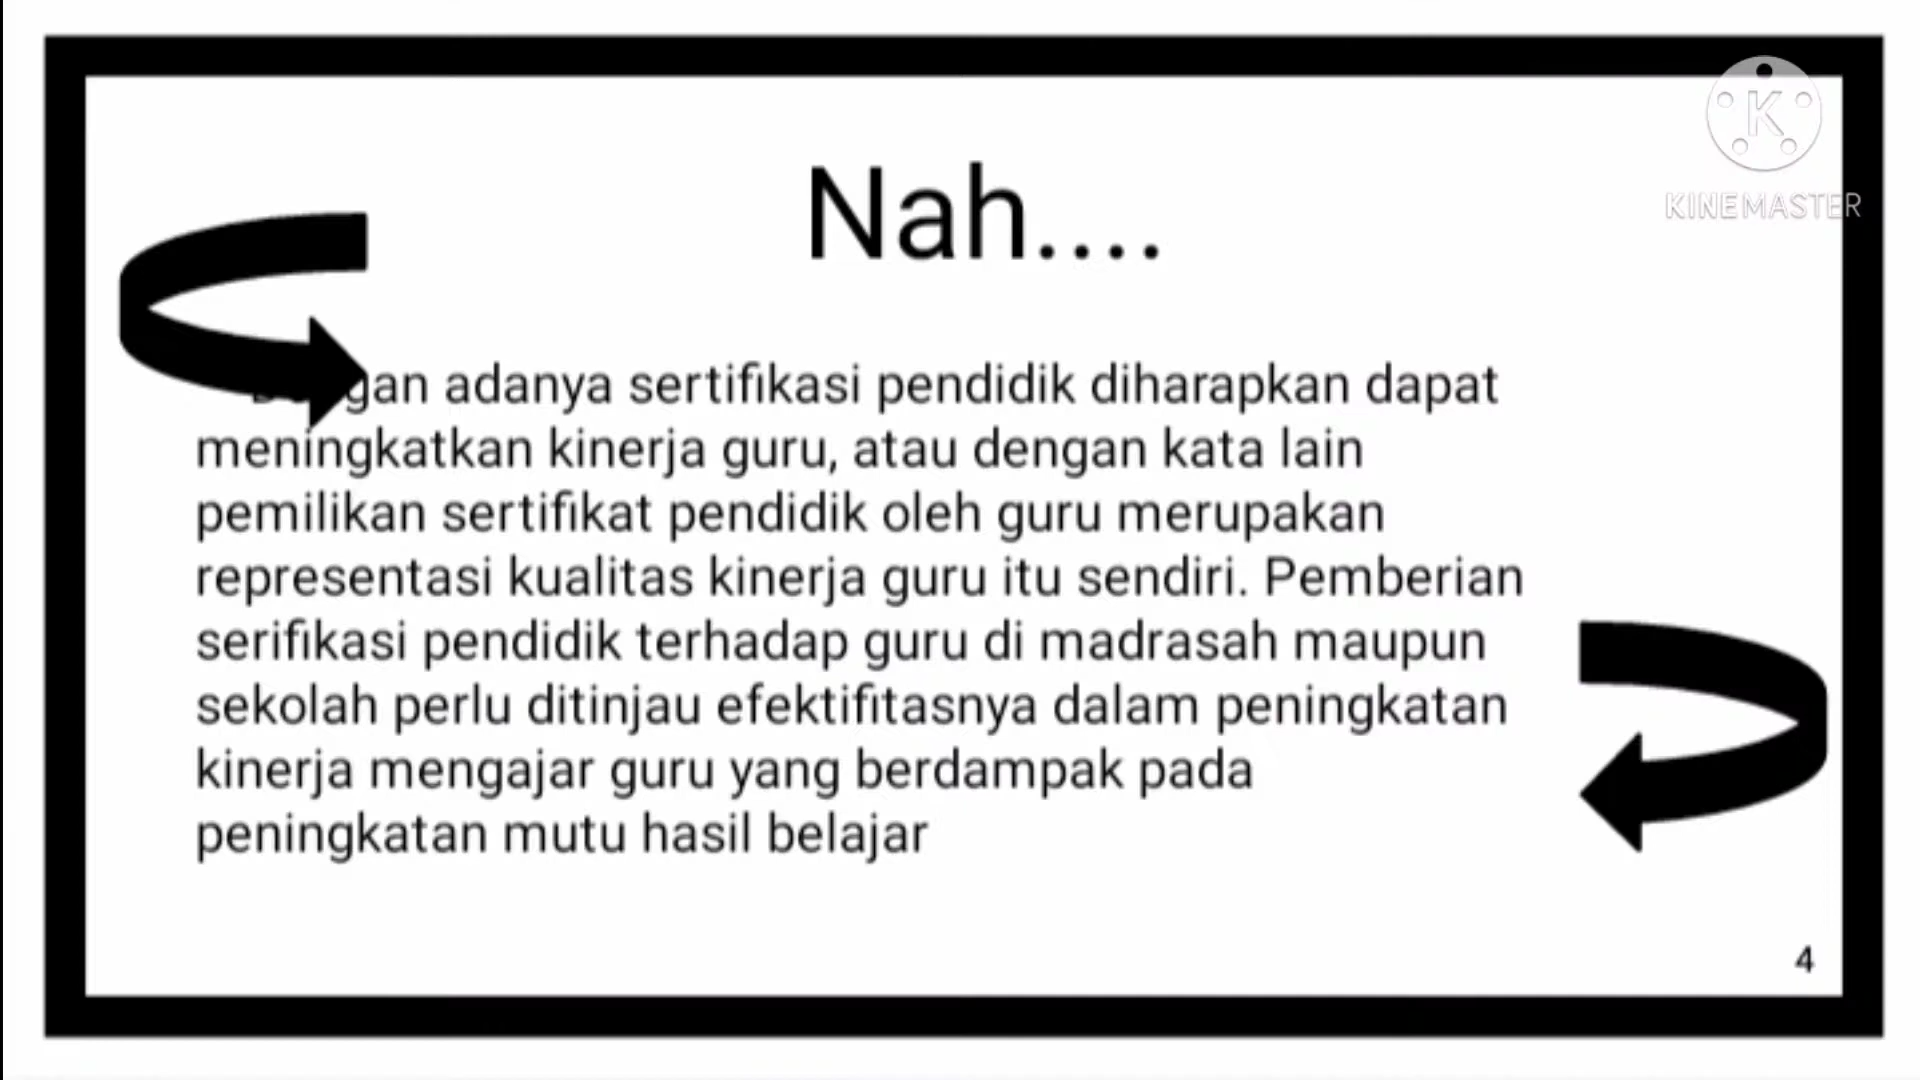 KINEMASTER
Nah....
gan adanya sertifikasi pendidik diharapkan dapat
meningkatkan kinerja guru, atau dengan kata lain
pemilikan sertifikat pendidik oleh guru merupakan
representasi kualitas kinerja guru itu sendiri. Pemberian
serifikasi pendidik terhadap guru di madrasah maupun
sekolah perlu ditinjau efektifitasnya dalam peningkatan
kinerja mengajar guru yang berdampak pada
peningkatan mutu hasil belajar
4